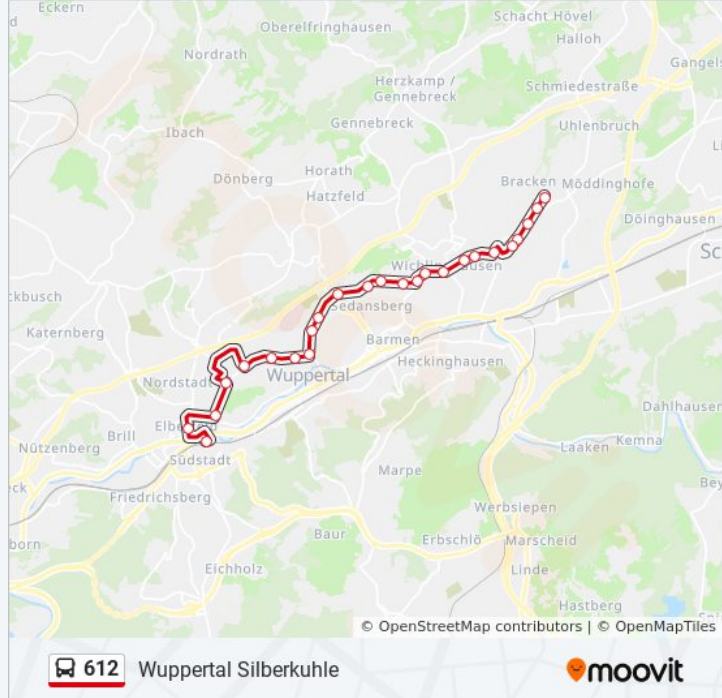 Eckern
Schacht Hövel
Oberelfringhausen
Halloh
Nordrath
Gangels
Herzkamp /
Gennebreck
Schmiedestraße
Gennebreck
Uhlenbruch
Ibach
Horath
Dönberg
Bracken
Möddinghofe
Hatzfeld
Döinghausen
Sc
Wichlinghausen
ckbusch
Sedansberg
Katernberg
Barmen
Heckinghausen
Nordstadt
Wuppertal
Dahlhausen
Brill
Elberfeld
Kemna
Nützenberg
Laaken
Südstadt
eck
Marpe
Bey
Friedrichsberg
Werbsiepen
born
Baur
Erbschlö
Marscheid
Eichholz
Linde
Hastberg
© OpenStreetMap contributors | © OpenMapTiles
612 Wuppertal Silberkuhle
moovit